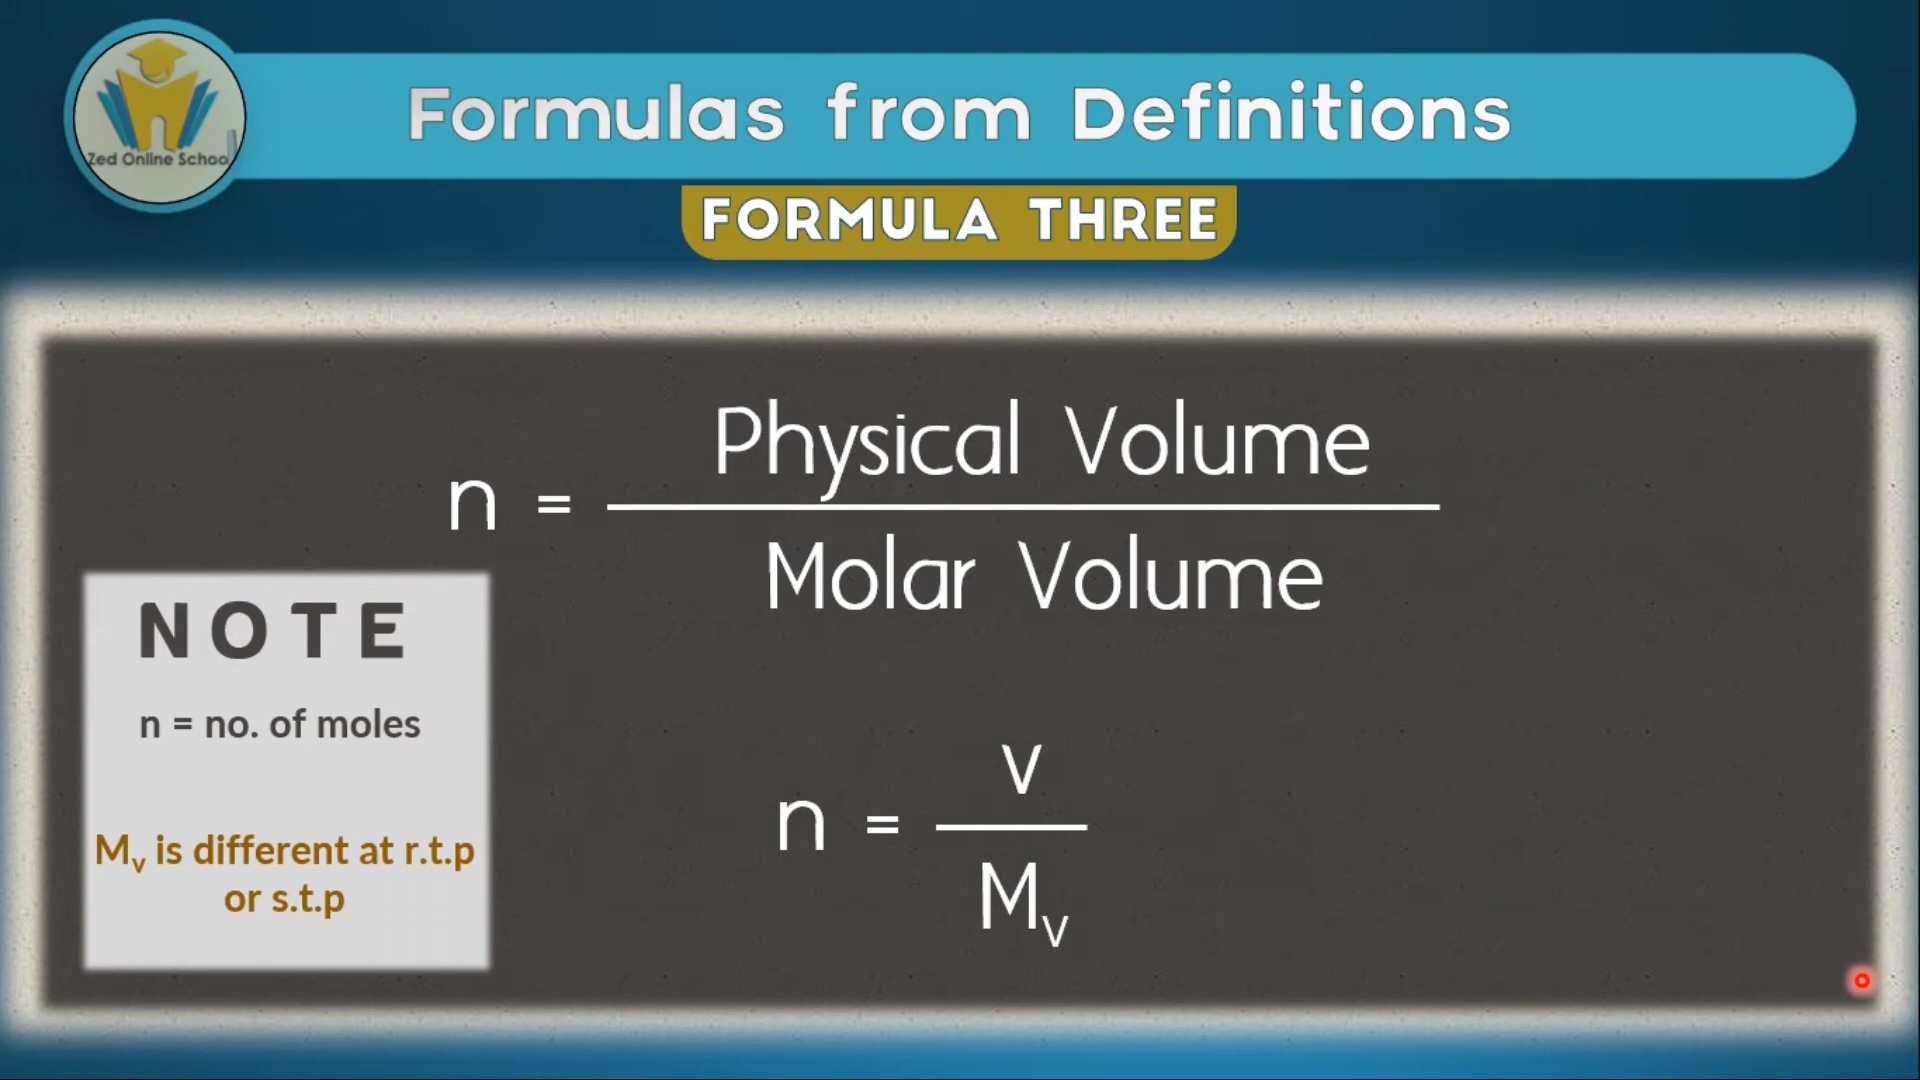 Zed Online School
Formulas from Definitions
FORMULA THREE
n = Physical Volume
Molar Volume
NOTE
n = no. of moles
Mᵥ is different at r.t.p
or s.t.p
n = v
Mᵥ